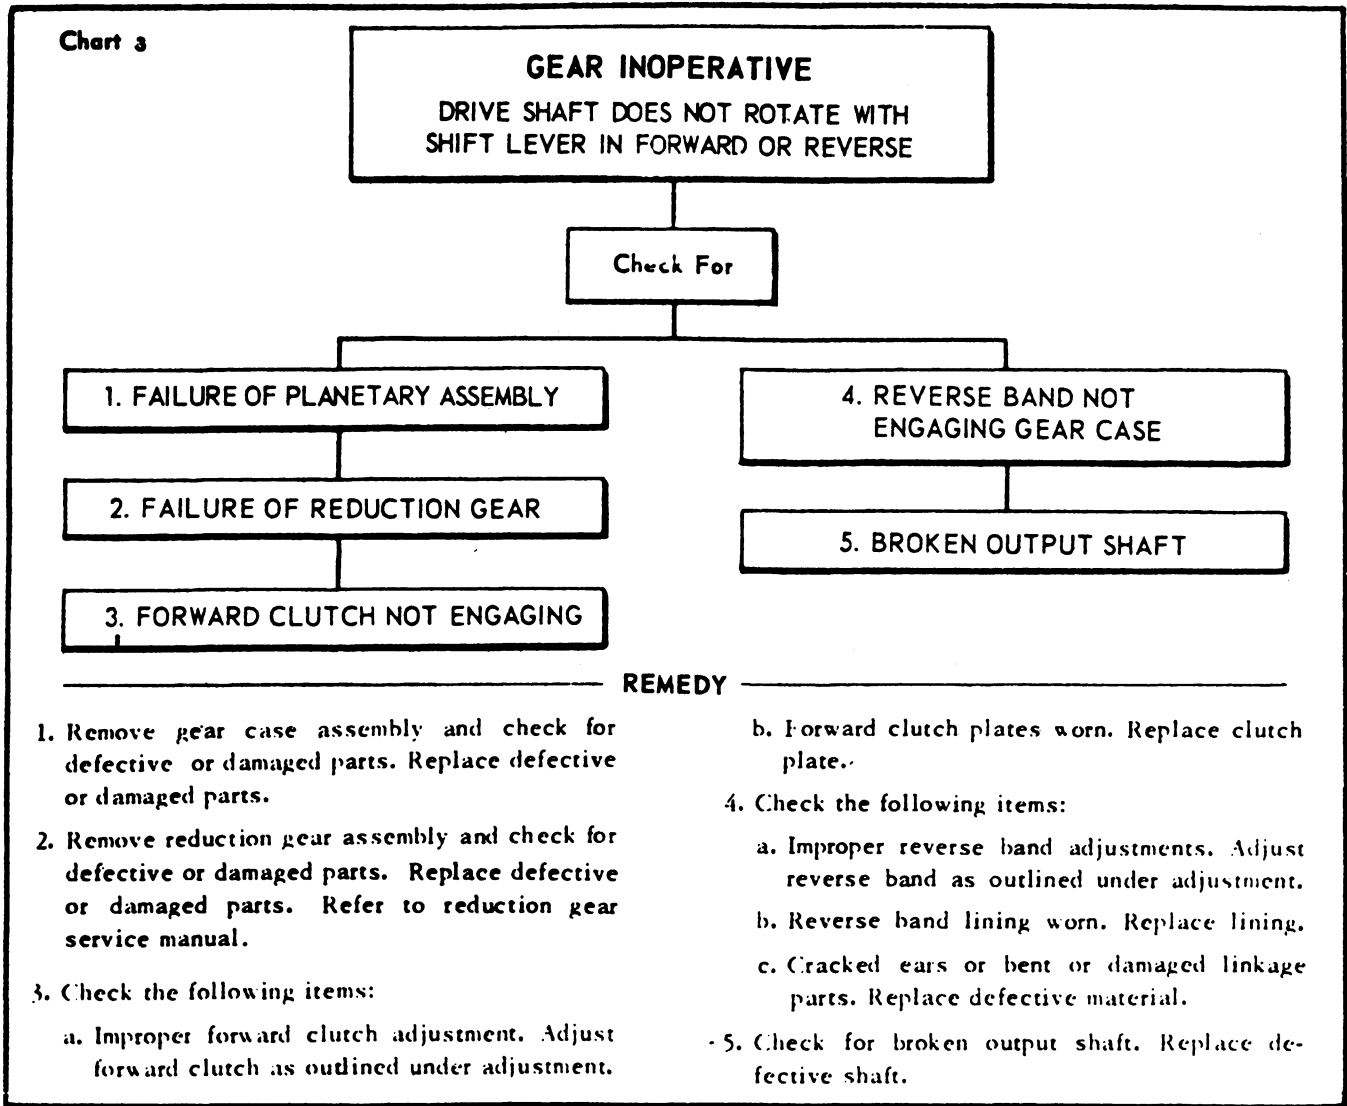 Chart 3
GEAR INOPERATIVE
DRIVE SHAFT DOES NOT ROTATE WITH
SHIFT LEVER IN FORWARD OR REVERSE
Check For
1. FAILURE OF PLANETARY ASSEMBLY
2. FAILURE OF REDUCTION GEAR
3. FORWARD CLUTCH NOT ENGAGING
4. REVERSE BAND NOT
ENGAGING GEAR CASE
5. BROKEN OUTPUT SHAFT
REMEDY
1. Remove gear case assembly and check for
defective or damaged parts. Replace defective
or damaged parts.
2. Remove reduction gear assembly and check for
defective or damaged parts. Replace defective
or damaged parts. Refer to reduction gear
service manual.
3. Check the following items:
a. Improper forward clutch adjustment. Adjust
forward clutch as outlined under adjustment.
b. Forward clutch plates worn. Replace clutch
plate.
4. Check the following items:
a. Improper reverse band adjustments. Adjust
reverse band as outlined under adjustment.
b. Reverse band lining worn. Replace lining.
c. Cracked ears or bent or damaged linkage
parts. Replace defective material.
5. Check for broken output shaft. Replace de-
fective shaft.